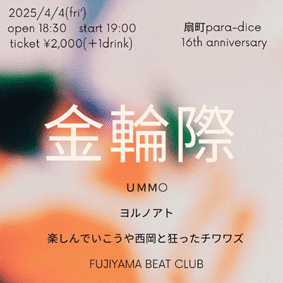 2025/4/4(fri')
open 18:30 start 19:00
ticket ¥2,000(+1drink)
扇町para-dice
16th anniversary
金輪際
UMMO
ヨルノアト
楽しんでいこうや西岡と狂ったチワワズ
FUJIYAMA BEAT CLUB